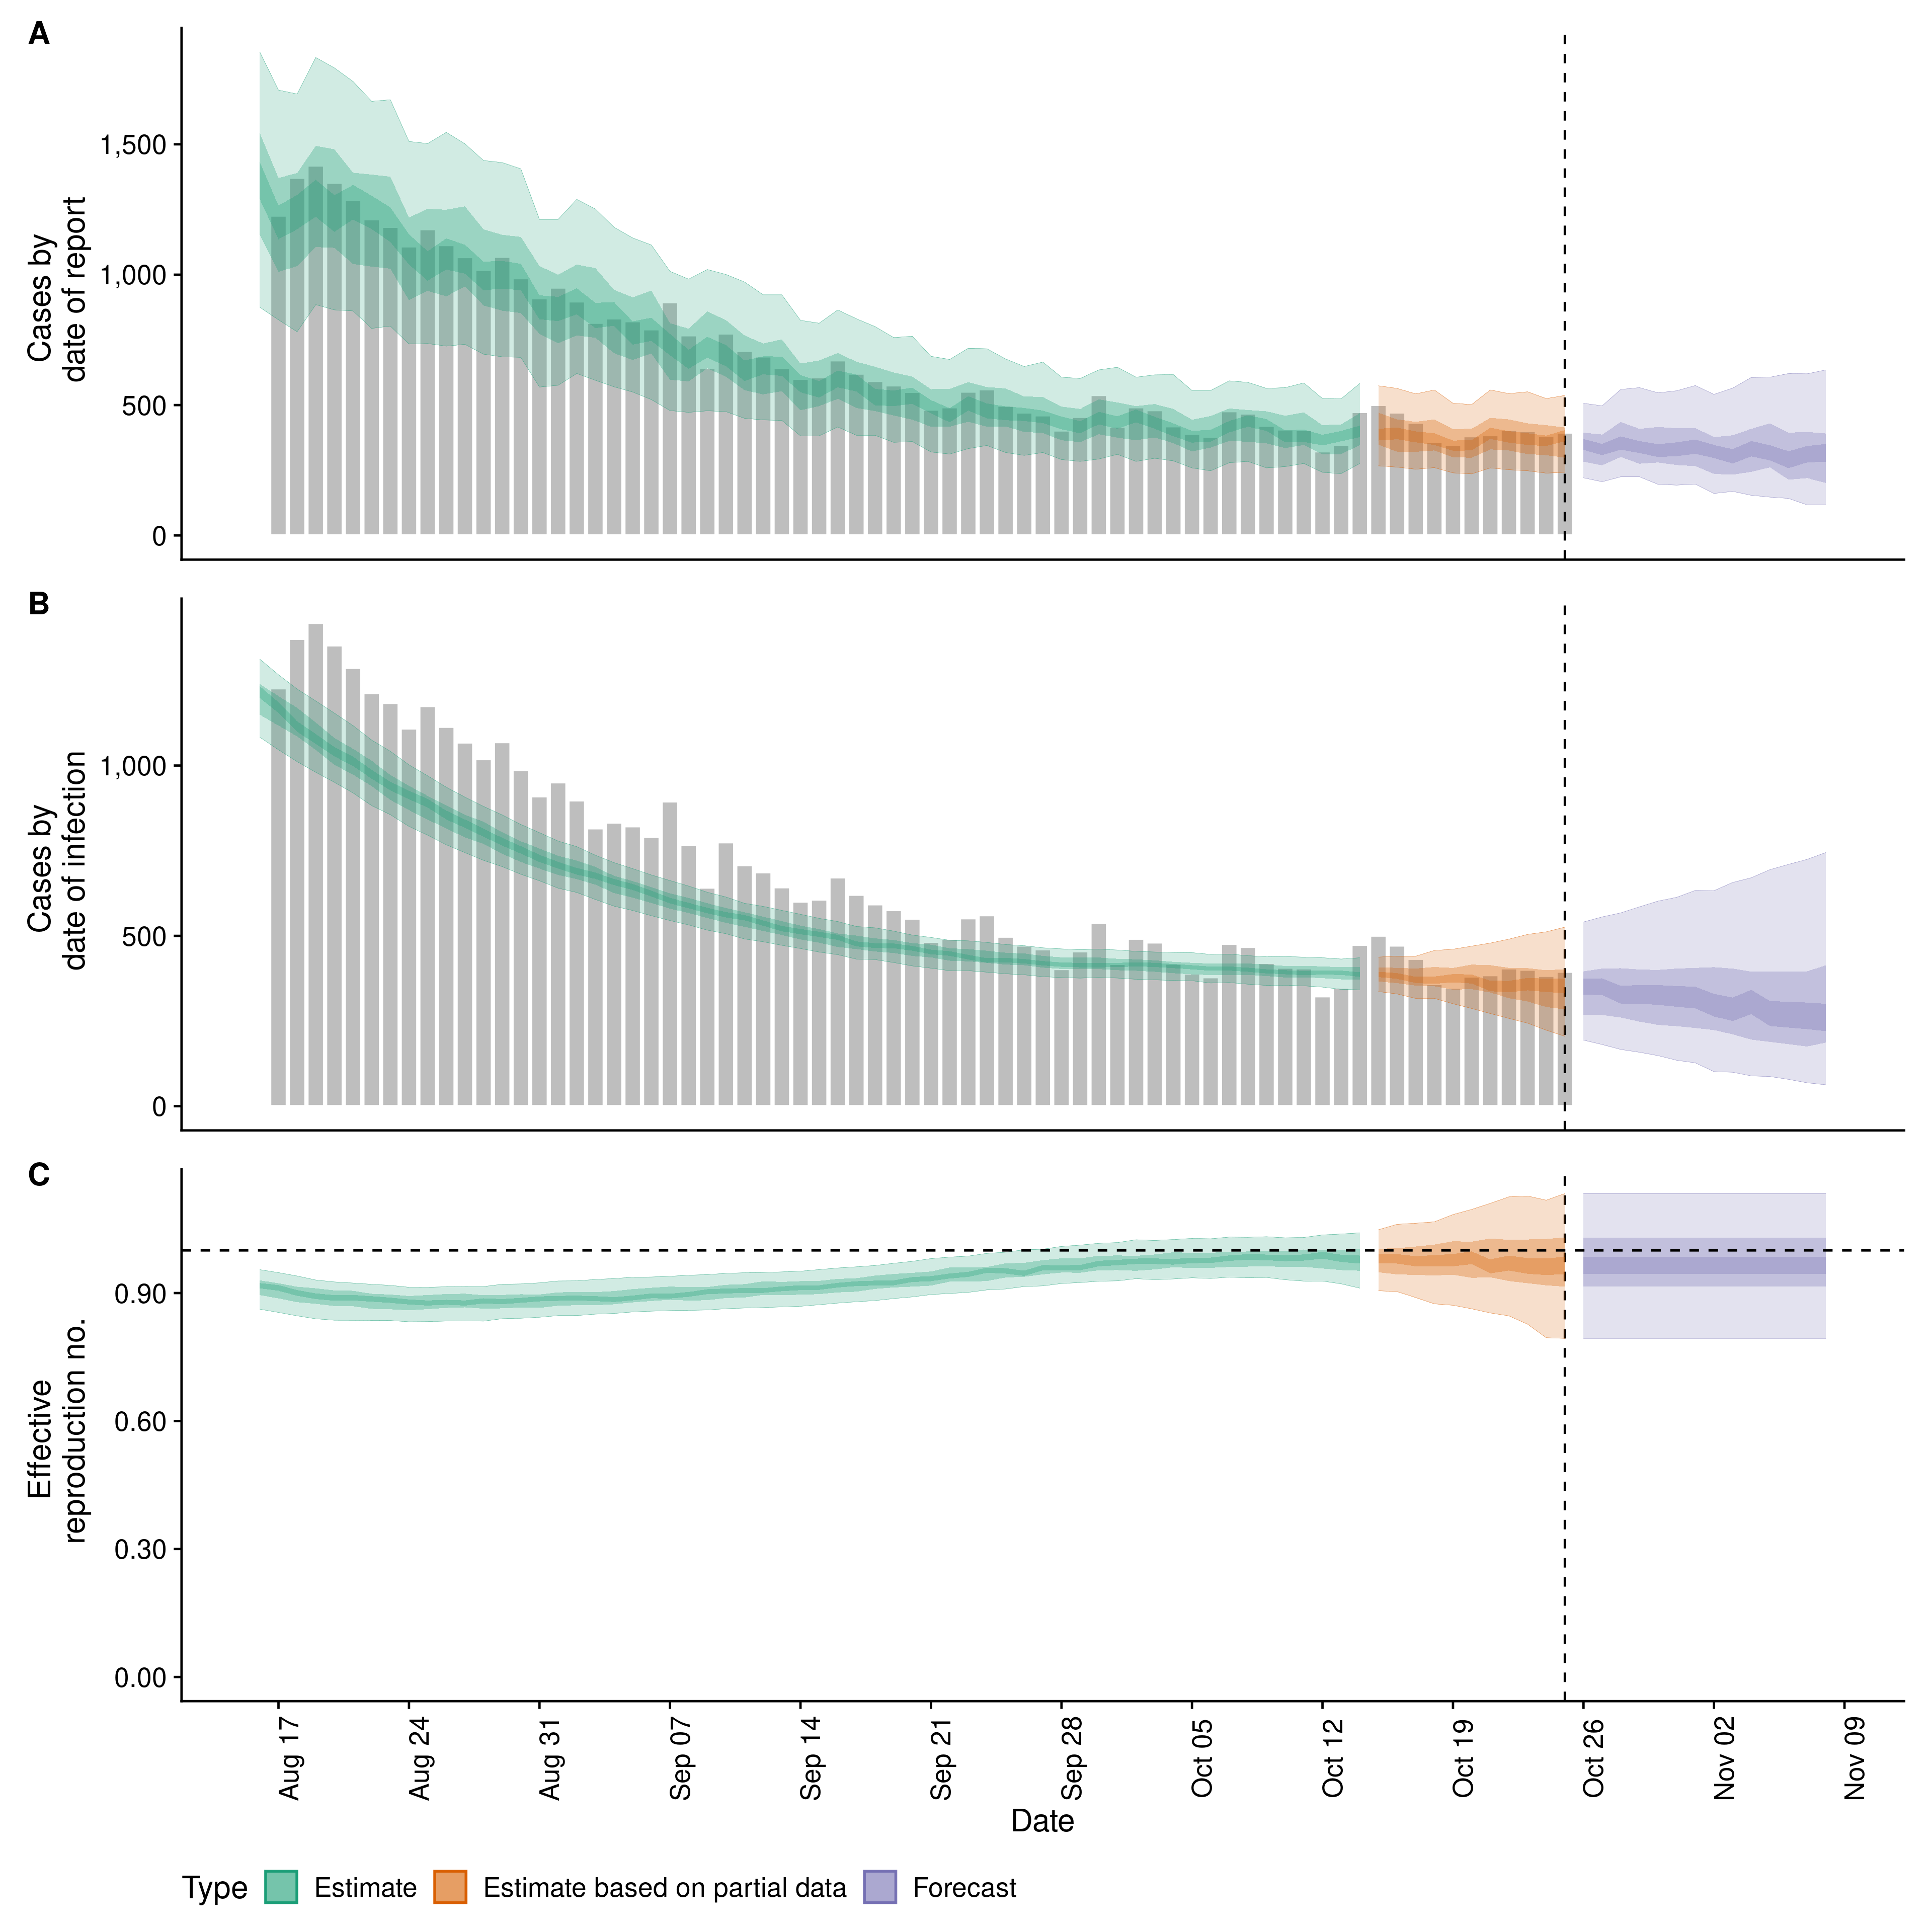 A
Cases by
date of report
1,500
1,000
500
0
B
Cases by
date of infection
1,000
500
0
C
Effective
reproduction no.
0.90
0.60
0.30
0.00
Aug 17
Aug 24
Aug 31
Sep 07
Sep 14
Sep 21
Sep 28
Oct 05
Oct 12
Oct 19
Oct 26
Nov 02
Nov 09
Date
Type Estimate Estimate based on partial data Forecast